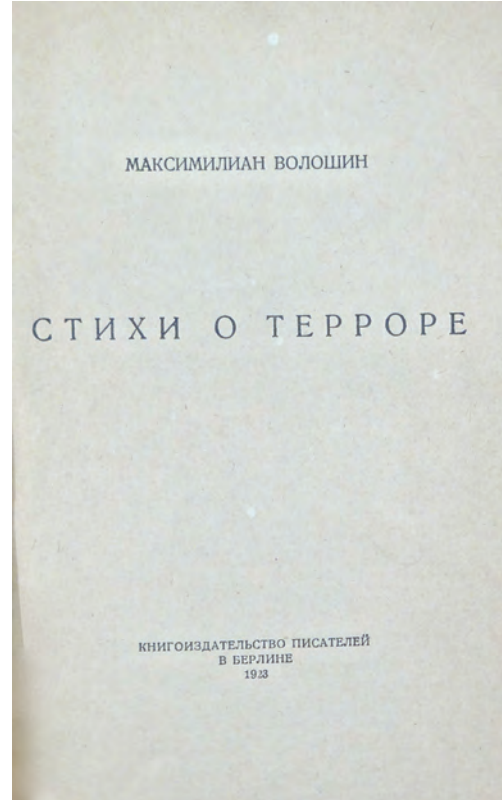 МАКСИМИЛИАН ВОЛОШИН
СТИХИ О ТЕРРОРЕ
КНИГОИЗДАТЕЛЬСТВО ПИСАТЕЛЕЙ
В БЕРЛИНЕ
1923